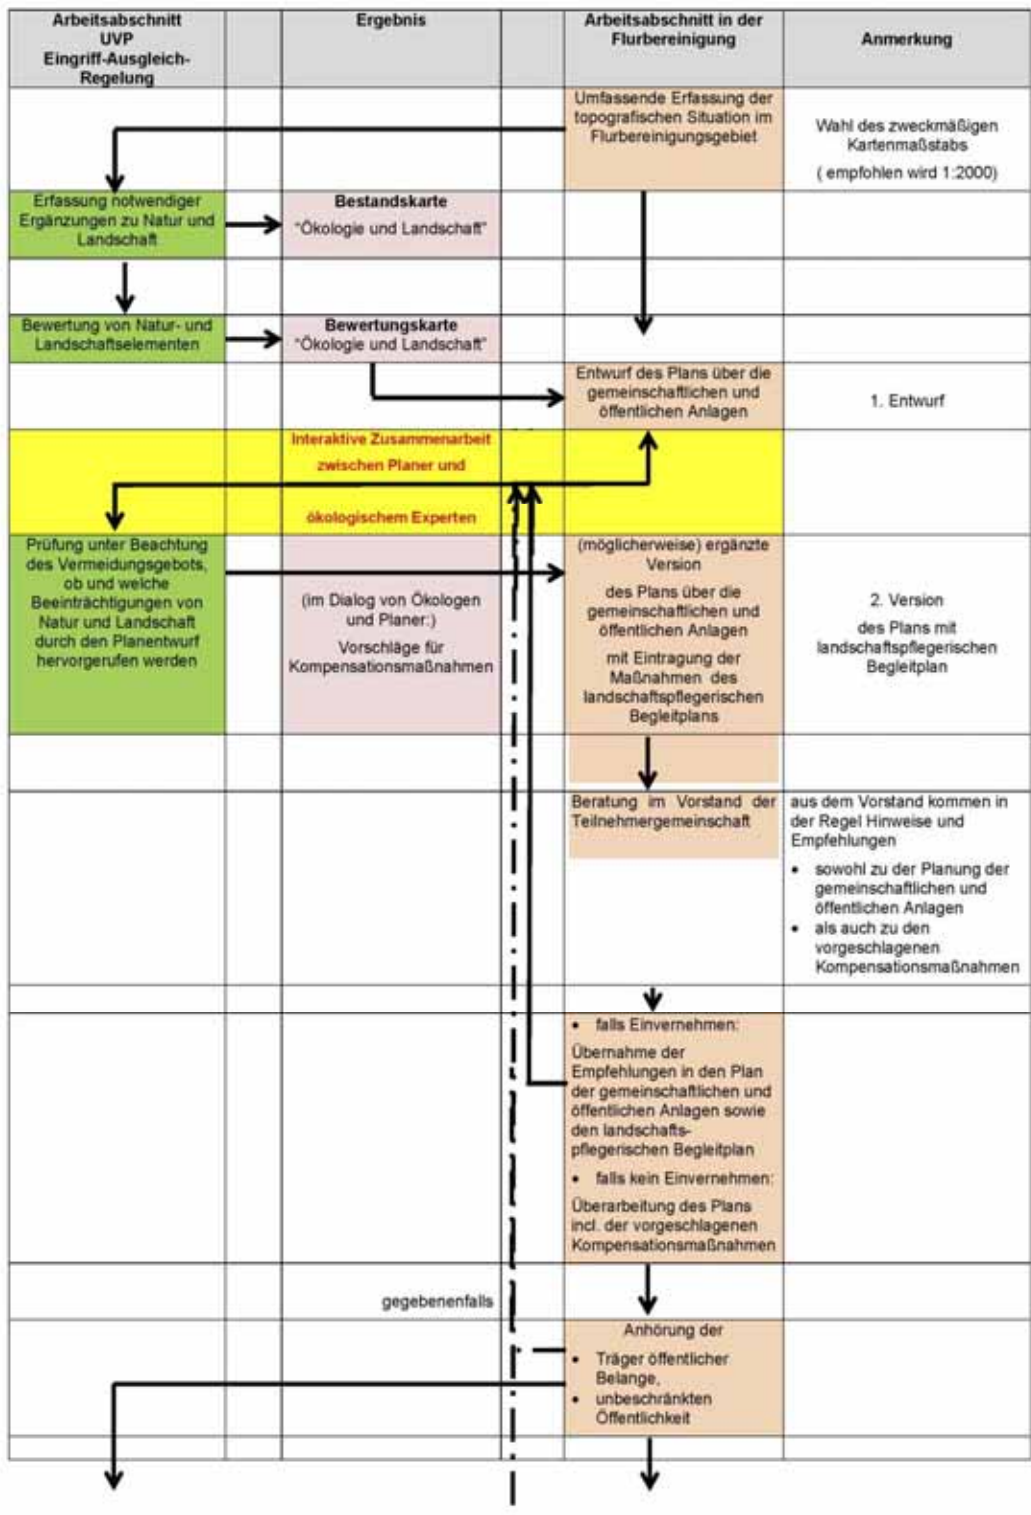 Arbeitsabschnitt
UVP
Eingriff-Ausgleich-
Regelung
Ergebnis
Arbeitsabschnitt in der
Flurbereinigung
Anmerkung
Umfassende Erfassung der
topografischen Situation im
Flurbereinigungsgebiet
Wahl des zweckmäßigen
Kartenmaßstabs
( empfohlen wird 1:2000)
Erfassung notwendiger
Ergänzungen zu Natur und
Landschaft
Bestandskarte
"Ökologie und Landschaft"
Bewertung von Natur- und
Landschaftselementen
Bewertungskarte
"Ökologie und Landschaft"
Entwurf des Plans über die
gemeinschaftlichen und
öffentlichen Anlagen
1. Entwurf
Interaktive Zusammenarbeit
zwischen Planer und
ökologischem Experten
Prüfung unter Beachtung
des Vermeidungsgebots,
ob und welche
Beeinträchtigungen von
Natur und Landschaft
durch den Planentwurf
hervorgerufen werden
(im Dialog von Ökologen
und Planer:)
Vorschläge für
Kompensationsmaßnahmen
(möglicherweise) ergänzte
Version
des Plans über die
gemeinschaftlichen und
öffentlichen Anlagen
mit Eintragung der
Maßnahmen des
landschaftspflegerischen
Begleitplans
2. Version
des Plans mit
landschaftspflegerischen
Begleitplan
Beratung im Vorstand der
Teilnehmergemeinschaft
aus dem Vorstand kommen in
der Regel Hinweise und
Empfehlungen
• sowohl zu der Planung der
gemeinschaftlichen und
öffentlichen Anlagen
• als auch zu den
vorgeschlagenen
Kompensationsmaßnahmen
• falls Einvernehmen:
Übernahme der
Empfehlungen in den Plan
der gemeinschaftlichen und
öffentlichen Anlagen sowie
den landschafts-
pflegerischen Begleitplan
• falls kein Einvernehmen:
Überarbeitung des Plans
incl. der vorgeschlagenen
Kompensationsmaßnahmen
gegebenenfalls
Anhörung der
• Träger öffentlicher
Belange,
• unbeschränkten
Öffentlichkeit